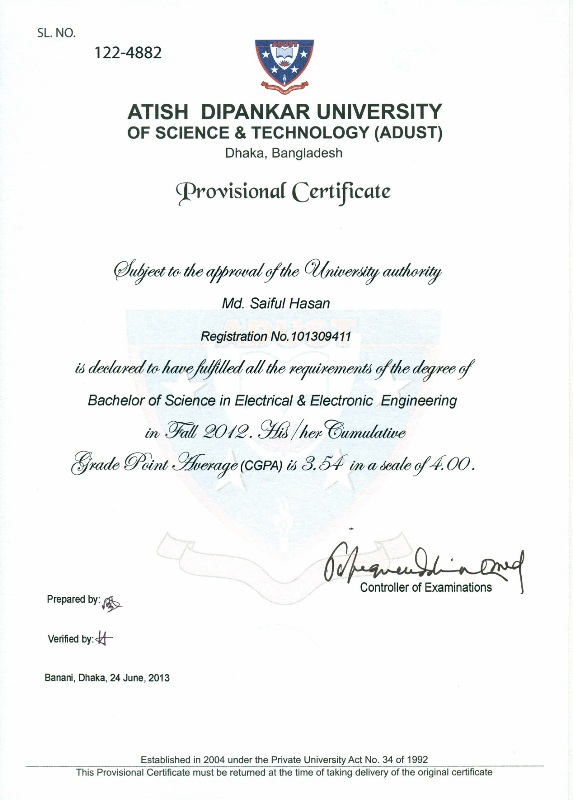 SL. NO.
122-4882
ADUST
ATISH DIPANKAR UNIVERSITY
OF SCIENCE & TECHNOLOGY (ADUST)
Dhaka, Bangladesh
Provisional Certificate
Subject to the approval of the University authority
Md. Saiful Hasan
Registration No.101309411
is declared to have fulfilled all the requirements of the degree of
Bachelor of Science in Electrical & Electronic Engineering
in Fall 2012. His/her Cumulative
Grade Point Average (CGPA) is 3.54 in a scale of 4.00.
Controller of Examinations
Prepared by:
Verified by:
Banani, Dhaka, 24 June, 2013
Established in 2004 under the Private University Act No. 34 of 1992
This Provisional Certificate must be returned at the time of taking delivery of the original certificate